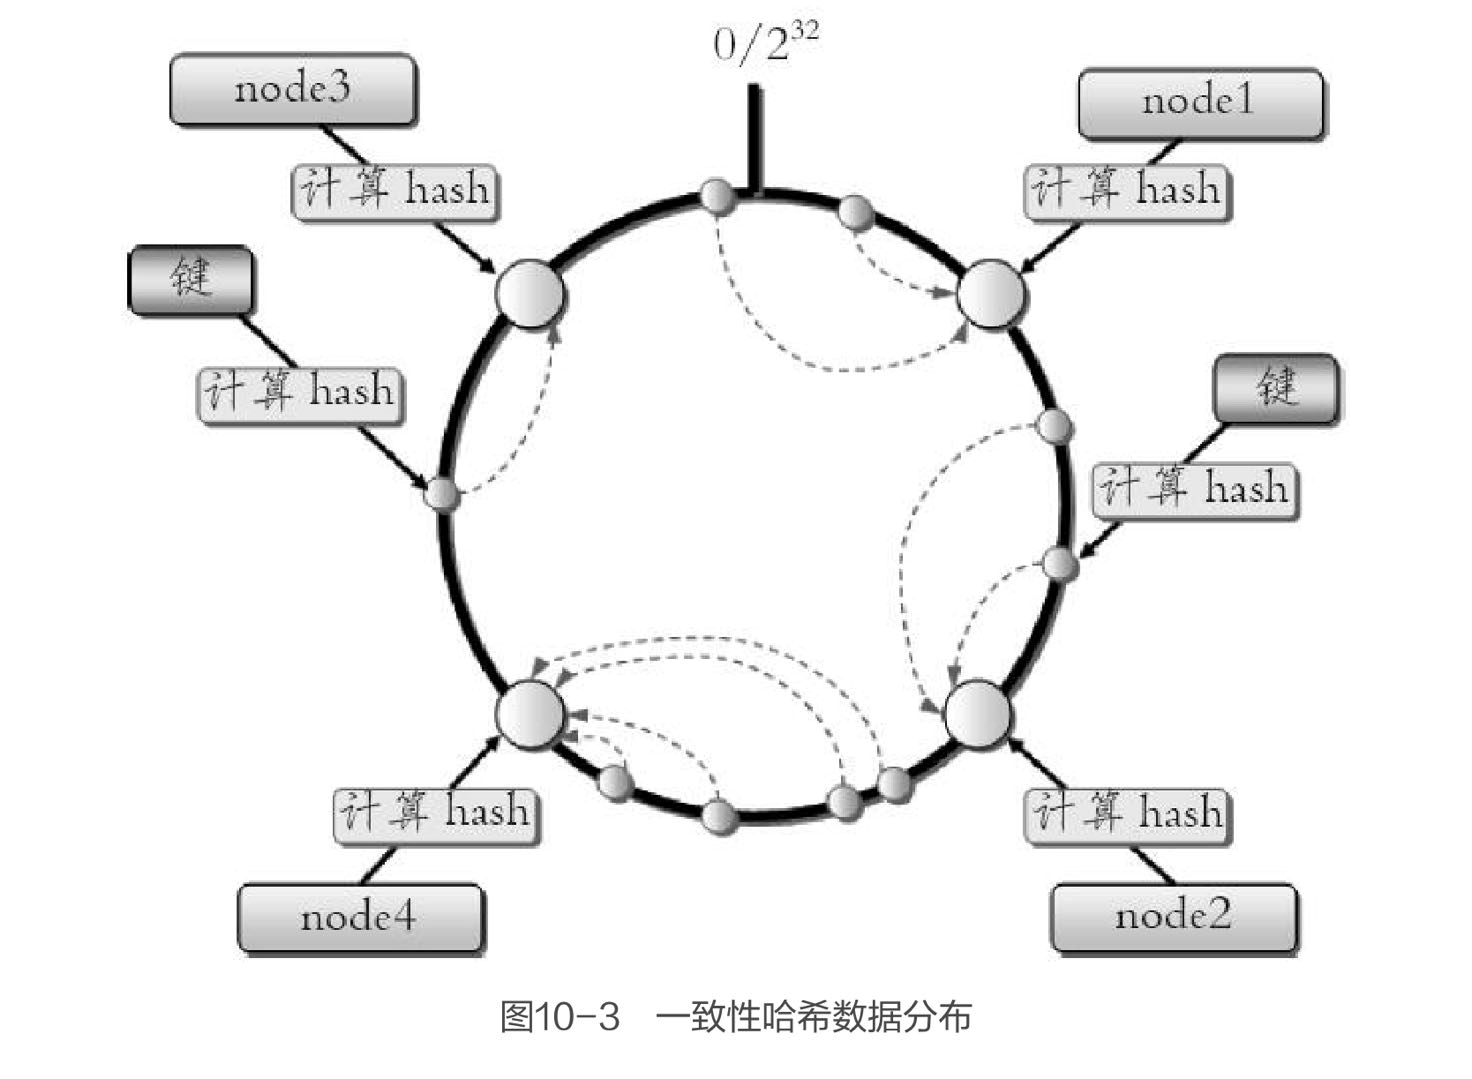 0/2³²
node3
node1
计算 hash
计算 hash
键
计算 hash
键
计算 hash
计算 hash
计算 hash
node4
node2
图10-3 一致性哈希数据分布